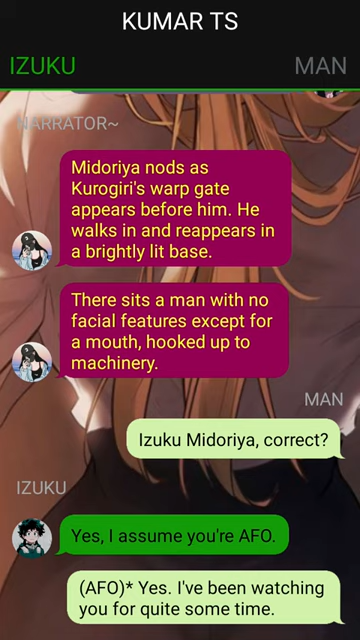 KUMAR TS
IZUKU
MAN
NARRATOR~
Midoriya nods as
Kurogiri's warp gate
appears before him. He
walks in and reappears in
a brightly lit base.
There sits a man with no
facial features except for
a mouth, hooked up to
machinery.
MAN
Izuku Midoriya, correct?
IZUKU
Yes, I assume you're AFO.
(AFO)* Yes. I've been watching
you for quite some time.